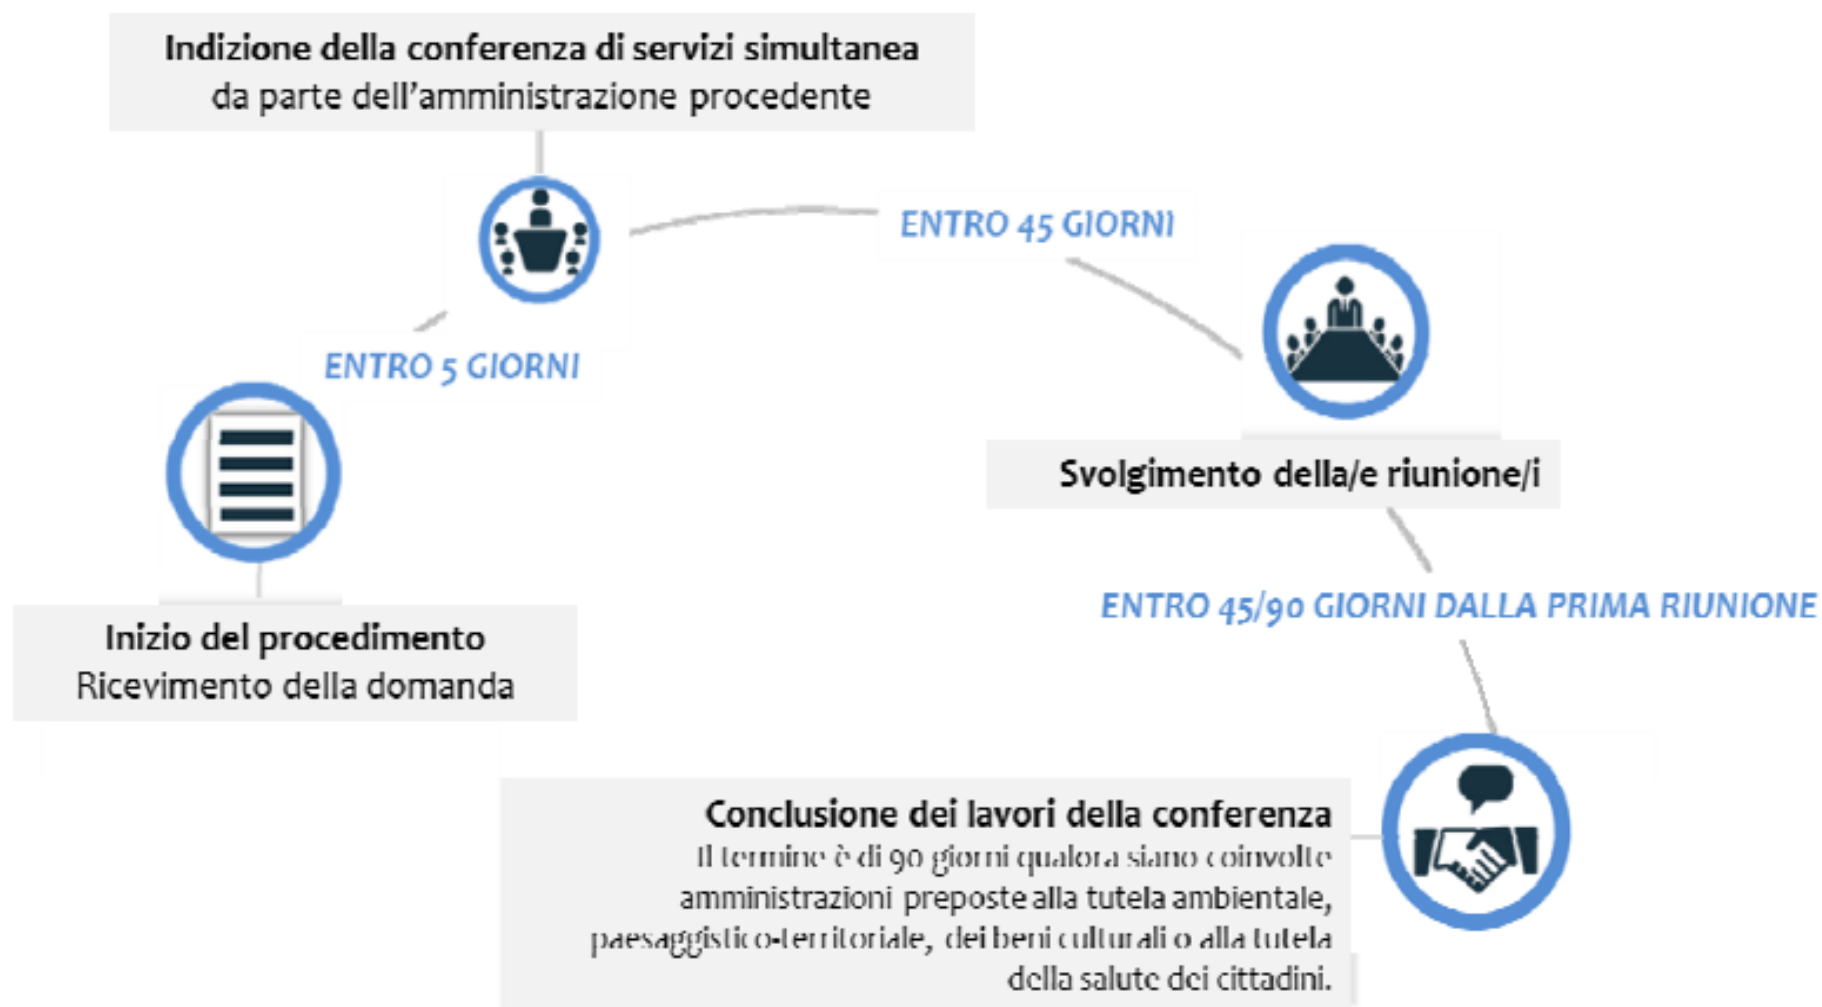 Indizione della conferenza di servizi simultanea
da parte dell'amministrazione procedente
ENTRO 45 GIORNI
ENTRO 5 GIORNI
Svolgimento della/e riunione/i
ENTRO 45/90 GIORNI DALLA PRIMA RIUNIONE
Inizio del procedimento
Ricevimento della domanda
Conclusione dei lavori della conferenza
Il termine è di 90 giorni qualora siano coinvolte
amministrazioni preposte alla tutela ambientale,
paesaggistico-territoriale, dei beni culturali o alla tutela
della salute dei cittadini.